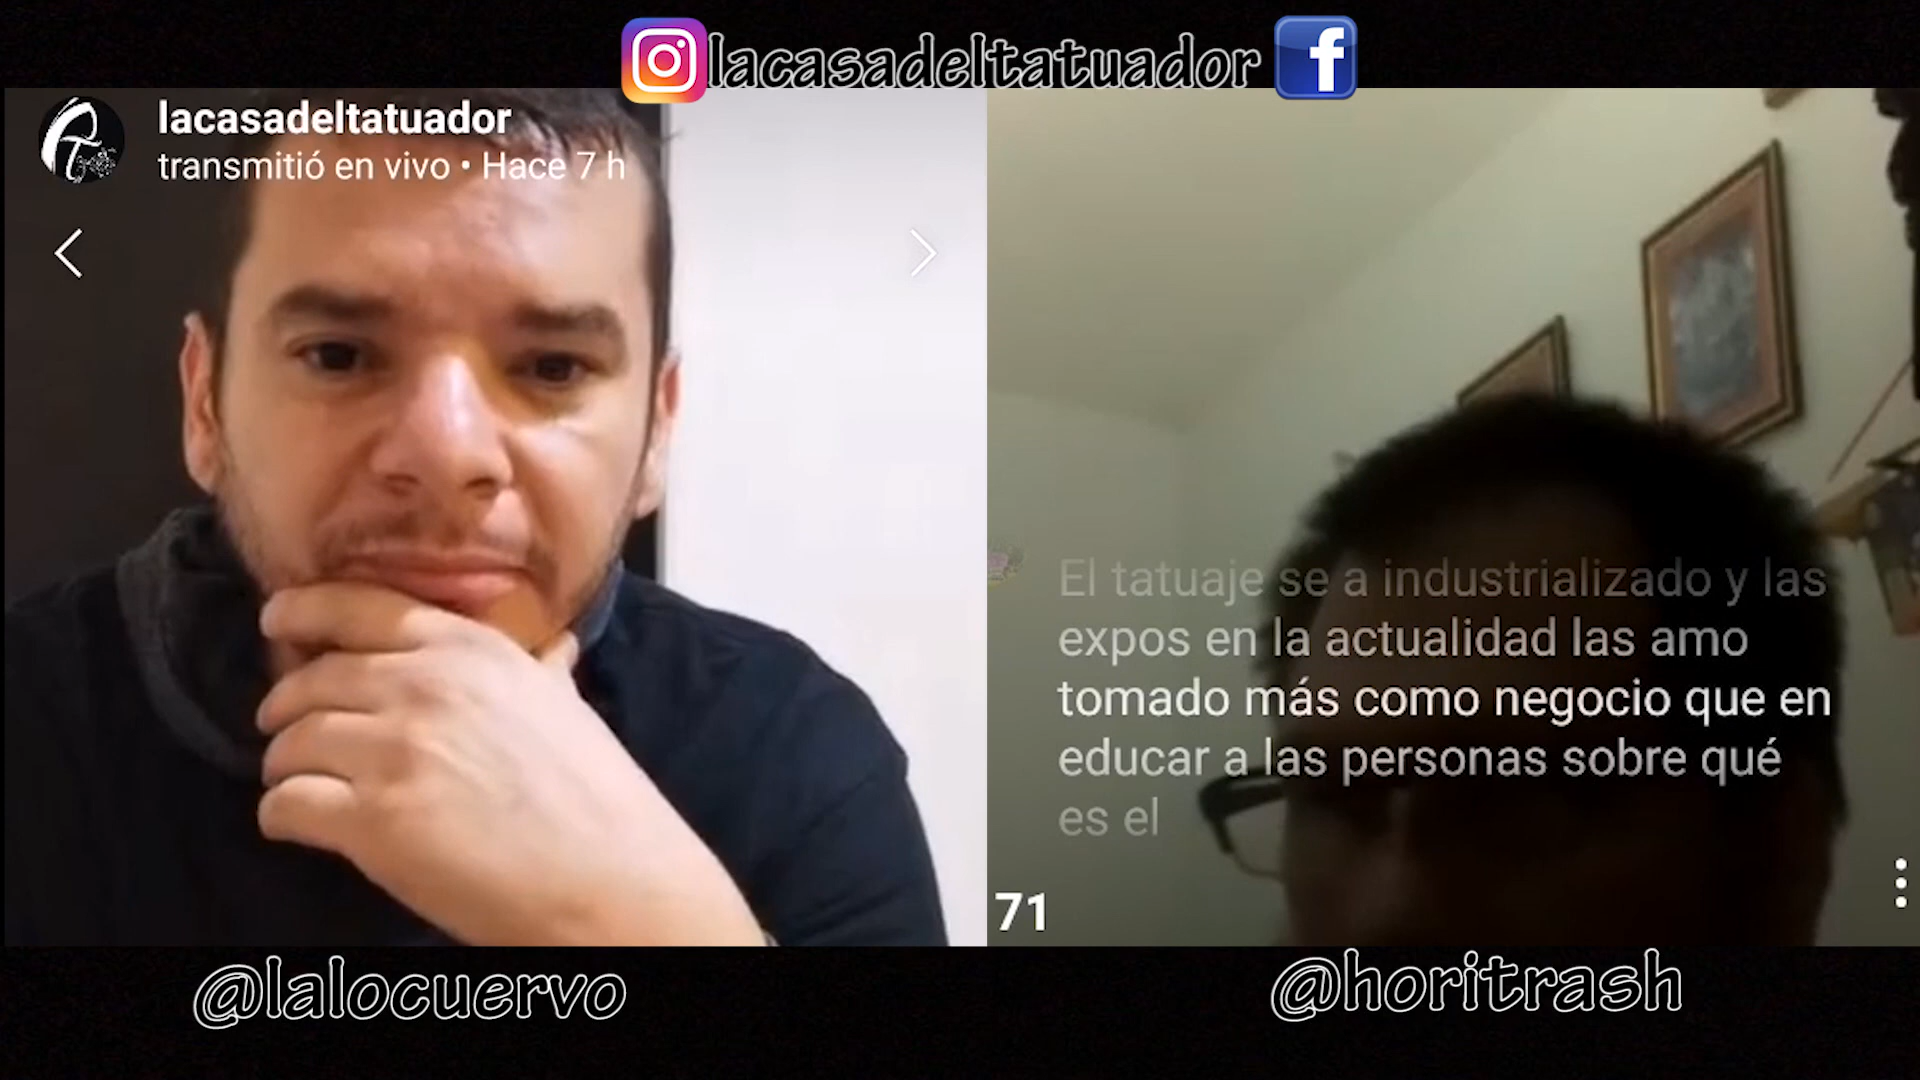 lacasadeltatuador
lacasadeltatuador
transmitió en vivo • Hace 7 h
El tatuaje se a industrializado y las
expos en la actualidad las amo
tomado más como negocio que en
educar a las personas sobre qué
es el
71
@lalocuervo
@horitrash